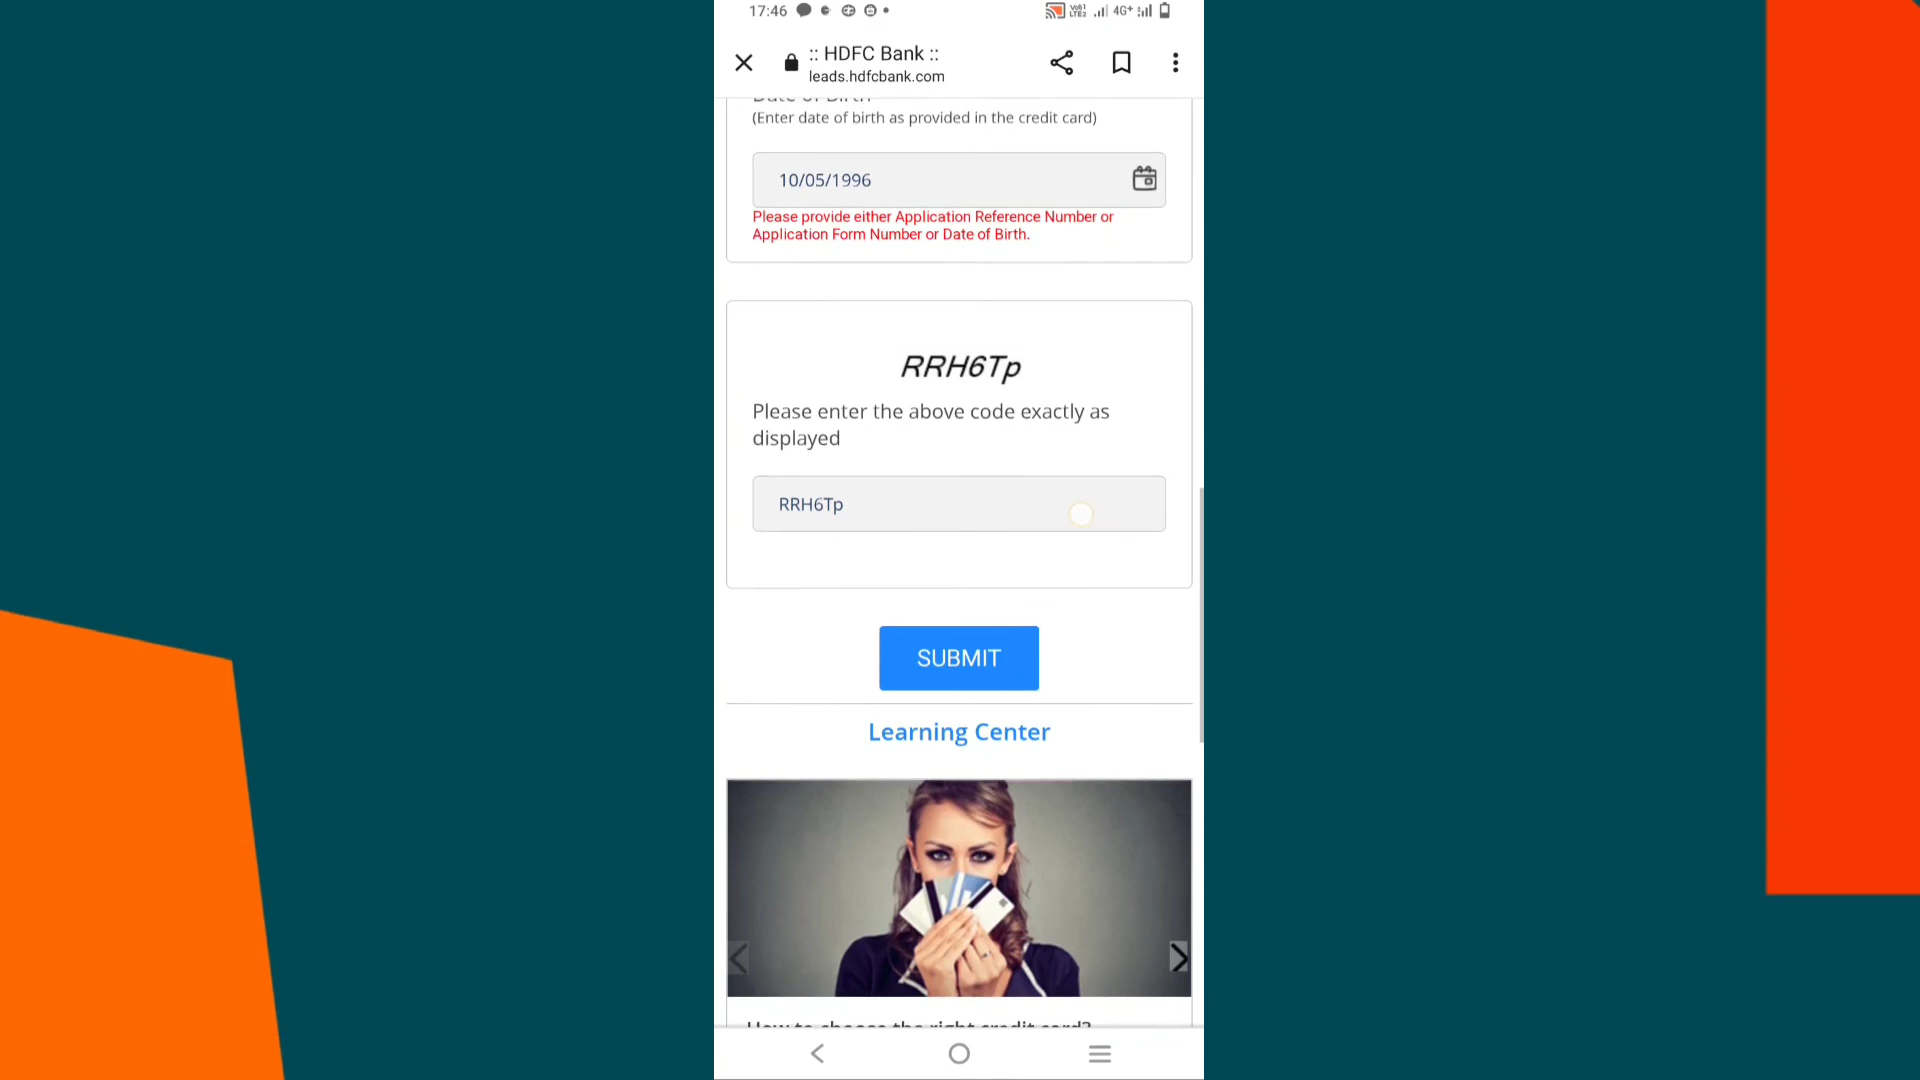 17:46
Vo1
LTE2
4G+
:: HDFC Bank ::
leads.hdfcbank.com
Date of Birth
(Enter date of birth as provided in the credit card)
10/05/1996
Please provide either Application Reference Number or
Application Form Number or Date of Birth.
RRH6Tp
Please enter the above code exactly as
displayed
RRH6Tp
SUBMIT
Learning Center
How to choose the right credit card?